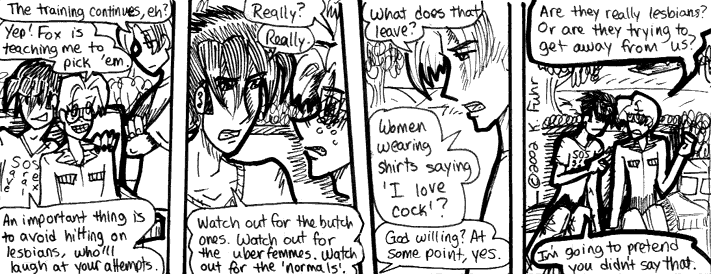 The training continues, eh?
Yep! Fox is
teaching me to
pick 'em.
SOS
Save
Our
Sex
An important thing is
to avoid hitting on
lesbians, who'll
laugh at your attempts.
Really?
Really.
Watch out for the butch
ones. Watch out for
the uber femmes. Watch
out for the 'normals'.
What does that
leave?
Women
wearing
shirts saying
'I love
cock'?
God willing? At
some point, yes.
Are they really lesbians?
Or are they trying to
get away from us?
SOS
I'm going to pretend
you didn't say that.
©2002 K. Fuhr